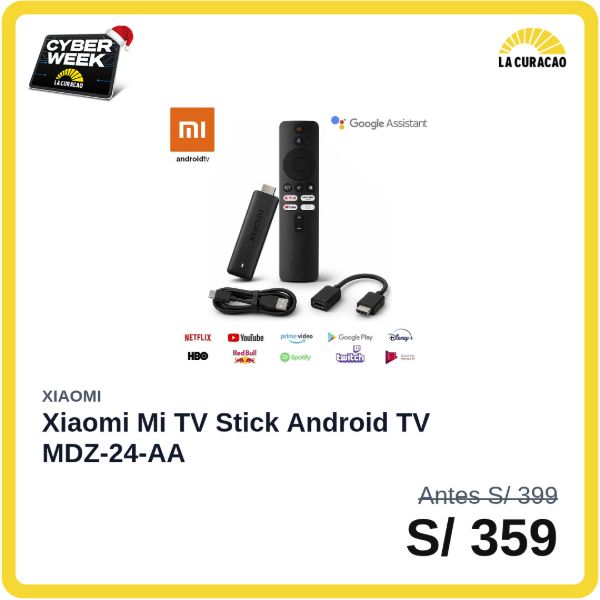 CYBER
WEEK
LA CURACAO
LA CURACAO
mi
androidtv
Google Assistant
XIAOMI
NETFLIX YouTube prime video Google Play Disney+
HBO Red Bull Spotify twitch
XIAOMI
Xiaomi Mi TV Stick Android TV
MDZ-24-AA
Antes S/ 399
S/ 359